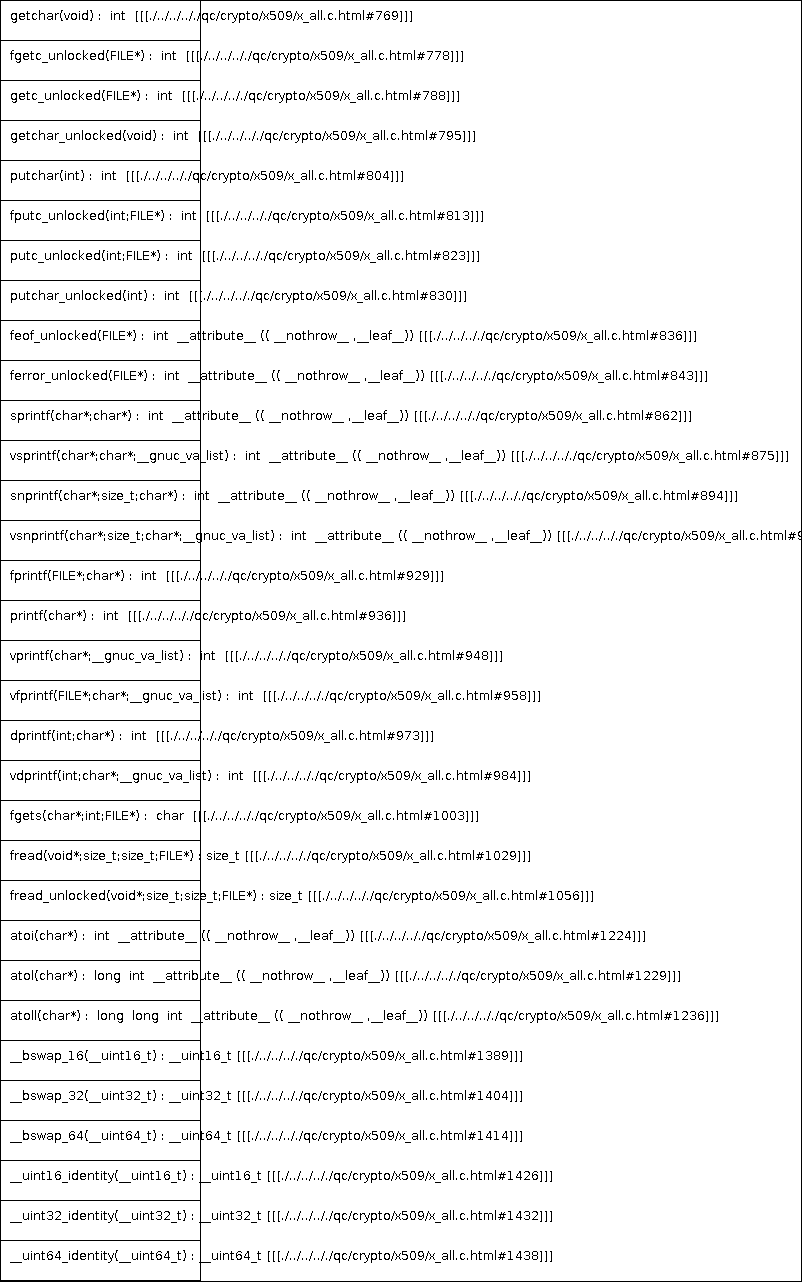 getchar(void) : int [[[./../../././qc/crypto/x509/x_all.c.html#769]]]
fgetc_unlocked(FILE*) : int [[[./../../././qc/crypto/x509/x_all.c.html#778]]]
getc_unlocked(FILE*) : int [[[./../../././qc/crypto/x509/x_all.c.html#788]]]
getchar_unlocked(void) : int [[[./../../././qc/crypto/x509/x_all.c.html#795]]]
putchar(int) : int [[[./../../././qc/crypto/x509/x_all.c.html#804]]]
fputc_unlocked(int;FILE*) : int [[[./../../././qc/crypto/x509/x_all.c.html#813]]]
putc_unlocked(int;FILE*) : int [[[./../../././qc/crypto/x509/x_all.c.html#823]]]
putchar_unlocked(int) : int [[[./../../././qc/crypto/x509/x_all.c.html#830]]]
feof_unlocked(FILE*) : int __attribute__ (( __nothrow__ ,__leaf__)) [[[./../../././qc/crypto/x509/x_all.c.html#836]]]
ferror_unlocked(FILE*) : int __attribute__ (( __nothrow__ ,__leaf__)) [[[./../../././qc/crypto/x509/x_all.c.html#843]]]
sprintf(char*;char*) : int __attribute__ (( __nothrow__ ,__leaf__)) [[[./../../././qc/crypto/x509/x_all.c.html#862]]]
vsprintf(char*;char*;__gnuc_va_list) : int __attribute__ (( __nothrow__ ,__leaf__)) [[[./../../././qc/crypto/x509/x_all.c.html#875]]]
snprintf(char*;size_t;char*) : int __attribute__ (( __nothrow__ ,__leaf__)) [[[./../../././qc/crypto/x509/x_all.c.html#894]]]
vsnprintf(char*;size_t;char*;__gnuc_va_list) : int __attribute__ (( __nothrow__ ,__leaf__)) [[[./../../././qc/crypto/x509/x_all.c.html#9
fprintf(FILE*;char*) : int [[[./../../././qc/crypto/x509/x_all.c.html#929]]]
printf(char*) : int [[[./../../././qc/crypto/x509/x_all.c.html#936]]]
vprintf(char*;__gnuc_va_list) : int [[[./../../././qc/crypto/x509/x_all.c.html#948]]]
vfprintf(FILE*;char*;__gnuc_va_list) : int [[[./../../././qc/crypto/x509/x_all.c.html#958]]]
dprintf(int;char*) : int [[[./../../././qc/crypto/x509/x_all.c.html#973]]]
vdprintf(int;char*;__gnuc_va_list) : int [[[./../../././qc/crypto/x509/x_all.c.html#984]]]
fgets(char*;int;FILE*) : char [[[./../../././qc/crypto/x509/x_all.c.html#1003]]]
fread(void*;size_t;size_t;FILE*) : size_t [[[./../../././qc/crypto/x509/x_all.c.html#1029]]]
fread_unlocked(void*;size_t;size_t;FILE*) : size_t [[[./../../././qc/crypto/x509/x_all.c.html#1056]]]
atoi(char*) : int __attribute__ (( __nothrow__ ,__leaf__)) [[[./../../././qc/crypto/x509/x_all.c.html#1224]]]
atol(char*) : long int __attribute__ (( __nothrow__ ,__leaf__)) [[[./../../././qc/crypto/x509/x_all.c.html#1229]]]
atoll(char*) : long long int __attribute__ (( __nothrow__ ,__leaf__)) [[[./../../././qc/crypto/x509/x_all.c.html#1236]]]
__bswap_16(__uint16_t) : __uint16_t [[[./../../././qc/crypto/x509/x_all.c.html#1389]]]
__bswap_32(__uint32_t) : __uint32_t [[[./../../././qc/crypto/x509/x_all.c.html#1404]]]
__bswap_64(__uint64_t) : __uint64_t [[[./../../././qc/crypto/x509/x_all.c.html#1414]]]
__uint16_identity(__uint16_t) : __uint16_t [[[./../../././qc/crypto/x509/x_all.c.html#1426]]]
__uint32_identity(__uint32_t) : __uint32_t [[[./../../././qc/crypto/x509/x_all.c.html#1432]]]
__uint64_identity(__uint64_t) : __uint64_t [[[./../../././qc/crypto/x509/x_all.c.html#1438]]]